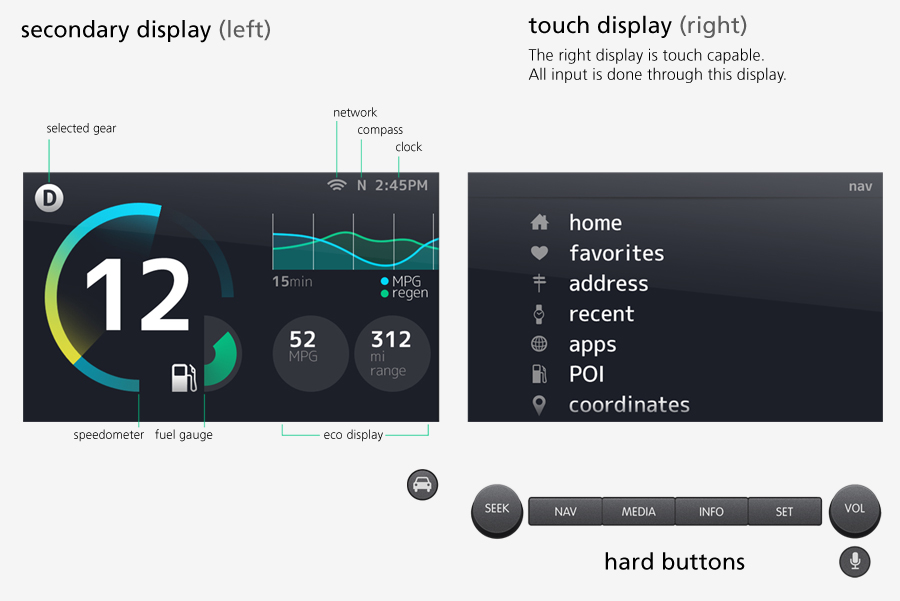 secondary display (left)
touch display (right)
The right display is touch capable.
All input is done through this display.
network
compass
clock
selected gear
D
N 2:45PM
12
15min
MPG
regen
52
MPG
312
mi
range
speedometer
fuel gauge
eco display
nav
home
favorites
address
recent
apps
POI
coordinates
SEEK
NAV
MEDIA
INFO
SET
VOL
hard buttons